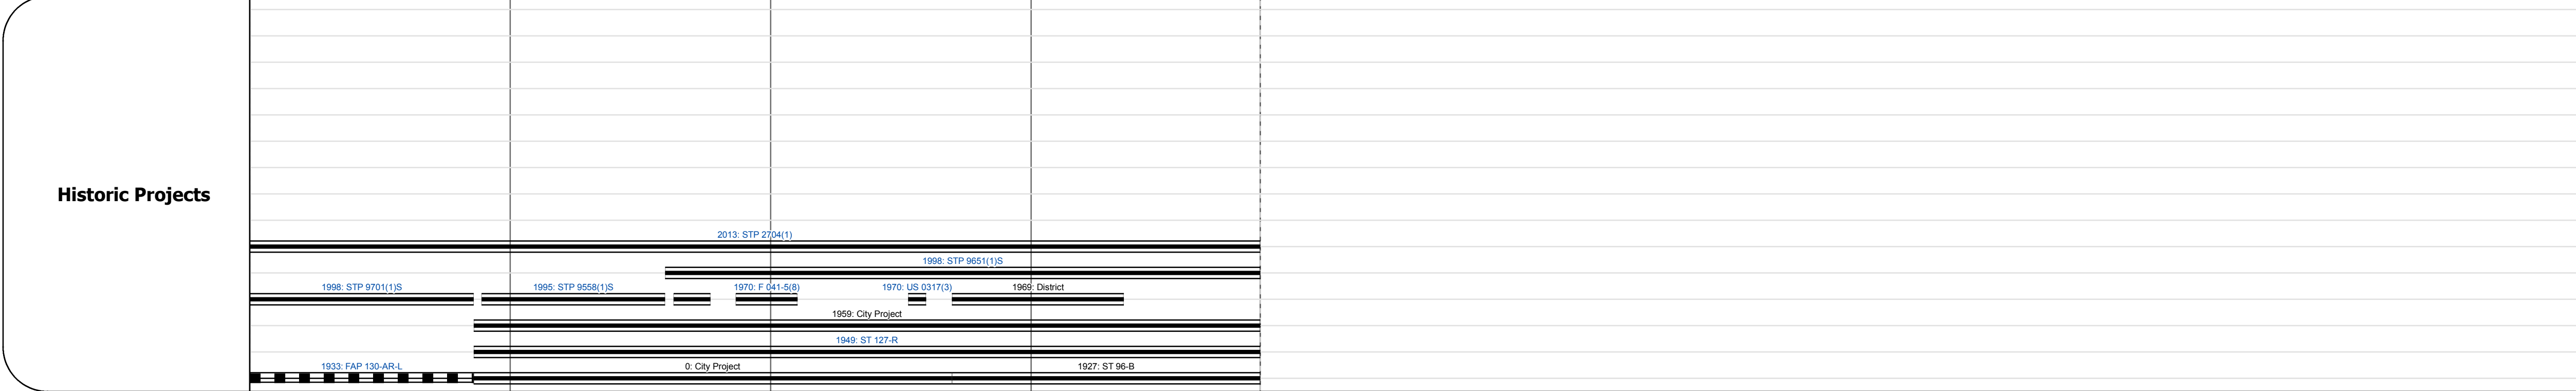 Historic Projects
2013: STP 2704(1)
1998: STP 9651(1)S
1998: STP 9701(1)S
1995: STP 9558(1)S
1970: F 041-5(8)
1970: US 0317(3)
1969: District
1959: City Project
1949: ST 127-R
1933: FAP 130-AR-L
0: City Project
1927: ST 96-B